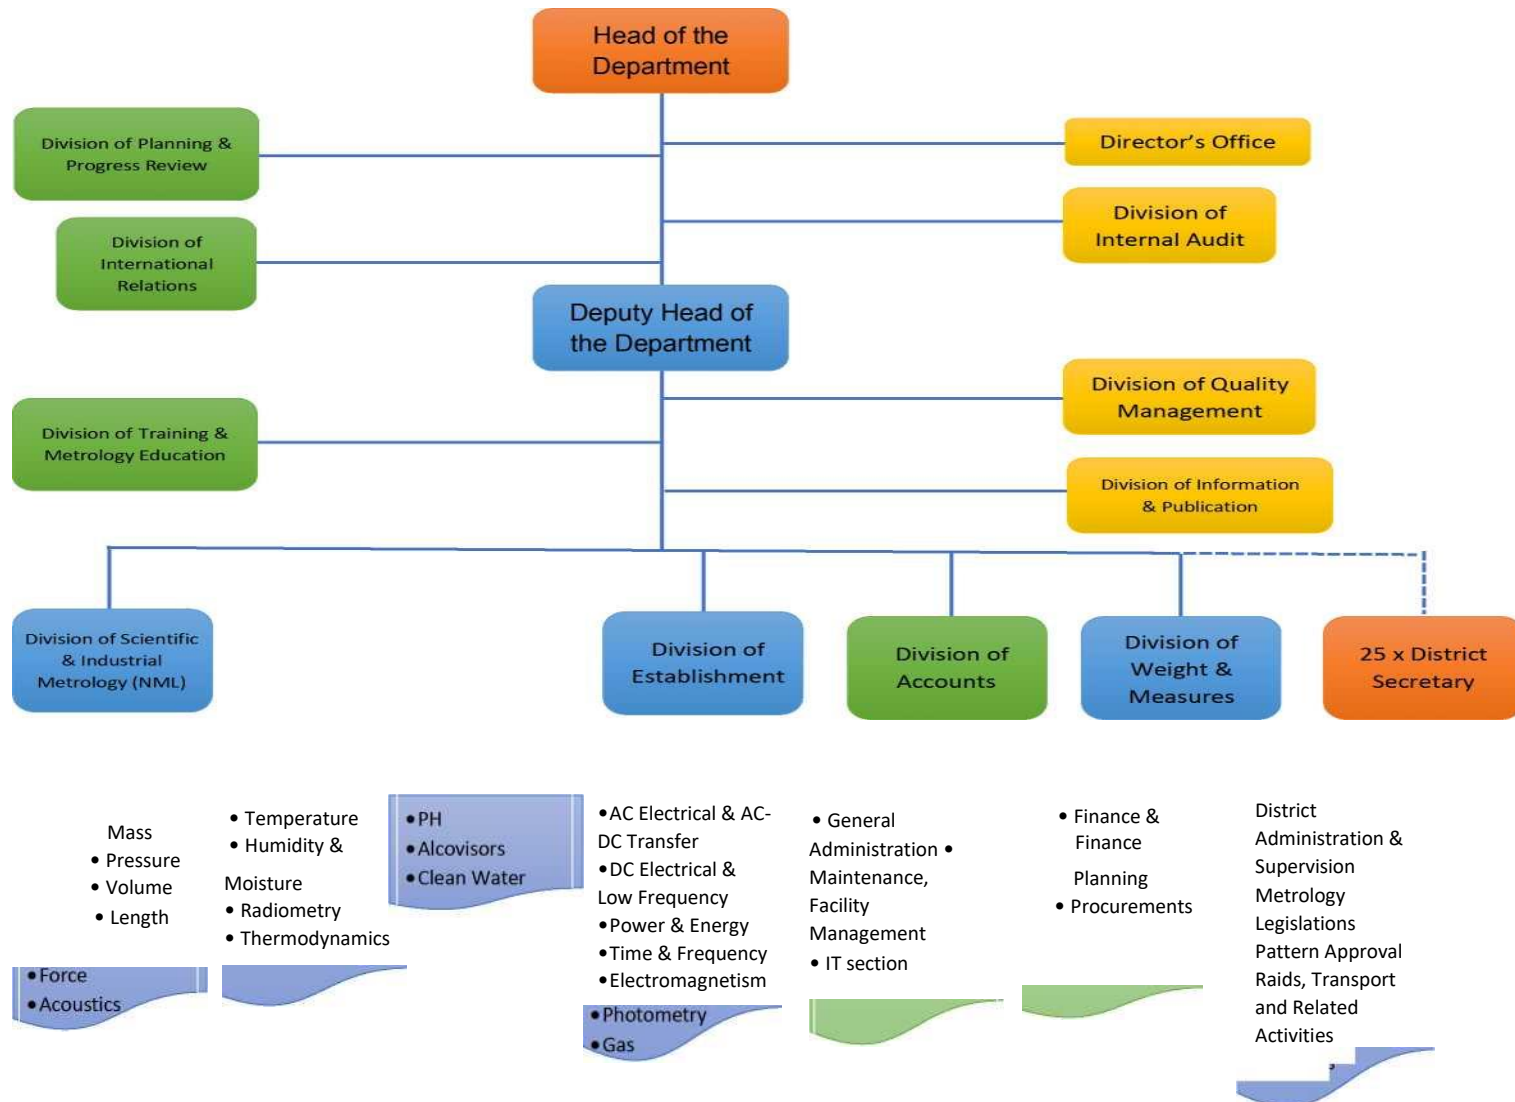 Head of the
Department
Division of Planning &
Progress Review
Director's Office
Division of
Internal Audit
Division of
International
Relations
Deputy Head of
the Department
Division of Quality
Management
Division of Training &
Metrology Education
Division of Information
& Publication
Division of Scientific
& Industrial
Metrology (NML)
Division of
Establishment
Division of
Accounts
Division of
Weight &
Measures
25 x District
Secretary
Mass
• Pressure
• Volume
• Length
• Force
• Acoustics
• Temperature
• Humidity &
Moisture
• Radiometry
• Thermodynamics
• PH
• Alcovisors
• Clean Water
•AC Electrical & AC-
DC Transfer
•DC Electrical &
Low Frequency
•Power & Energy
•Time & Frequency
•Electromagnetism
• Photometry
• Gas
• General
Administration •
Maintenance,
Facility
Management
• IT section
• Finance &
Finance
Planning
• Procurements
District
Administration &
Supervision
Metrology
Legislations
Pattern Approval
Raids, Transport
and Related
Activities